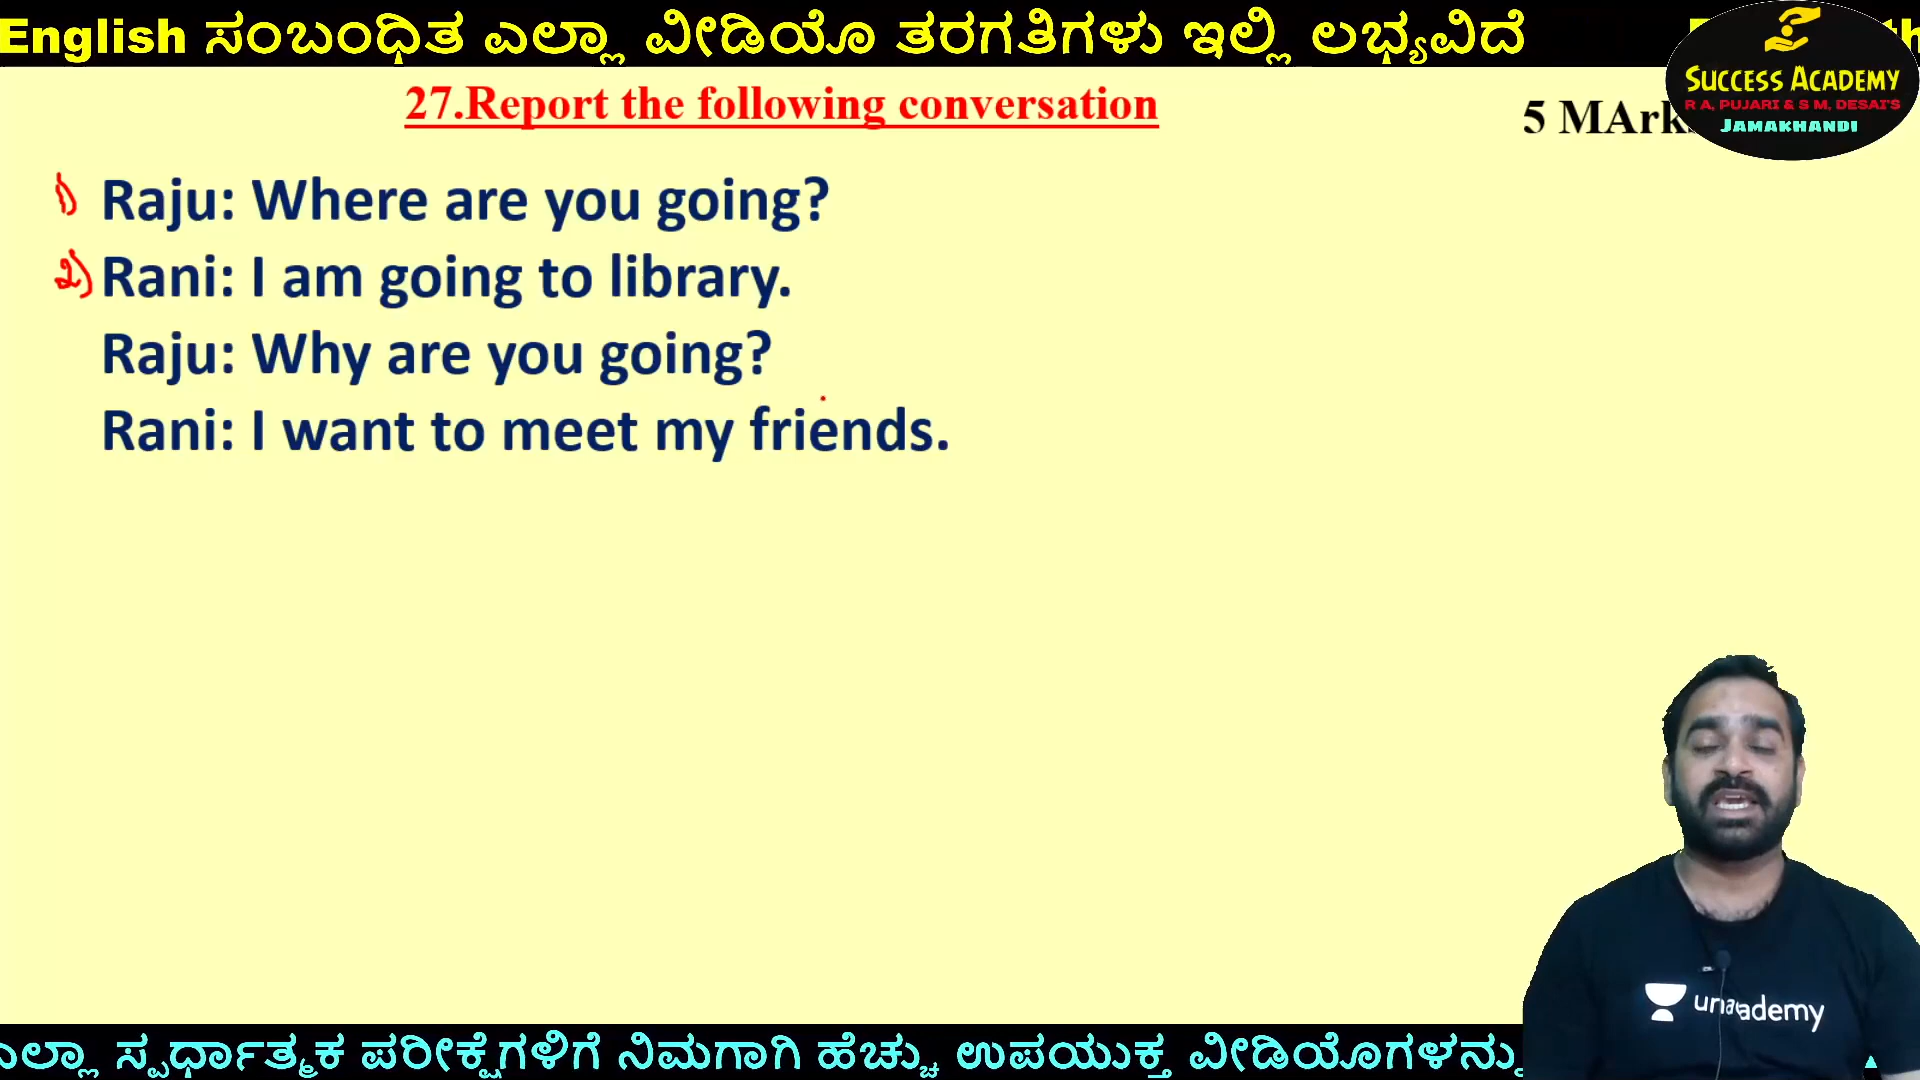 English ಸಂಬಂಧಿತ ಎಲ್ಲಾ ವೀಡಿಯೊ ತರಗತಿಗಳು ಇಲ್ಲಿ ಲಭ್ಯವಿದೆ
SUCCESS ACADEMY
R A, PUJARI & S M, DESAI'S
JAMAKHANDI
27.Report the following conversation
5 MArk
೧) Raju: Where are you going?
೨) Rani: I am going to library.
Raju: Why are you going?
Rani: I want to meet my friends.
unacademy
ಎಲ್ಲಾ ಸ್ಪರ್ಧಾತ್ಮಕ ಪರೀಕ್ಷೆಗಳಿಗೆ ನಿಮಗಾಗಿ ಹೆಚ್ಚು ಉಪಯುಕ್ತ ವೀಡಿಯೊಗಳನ್ನು